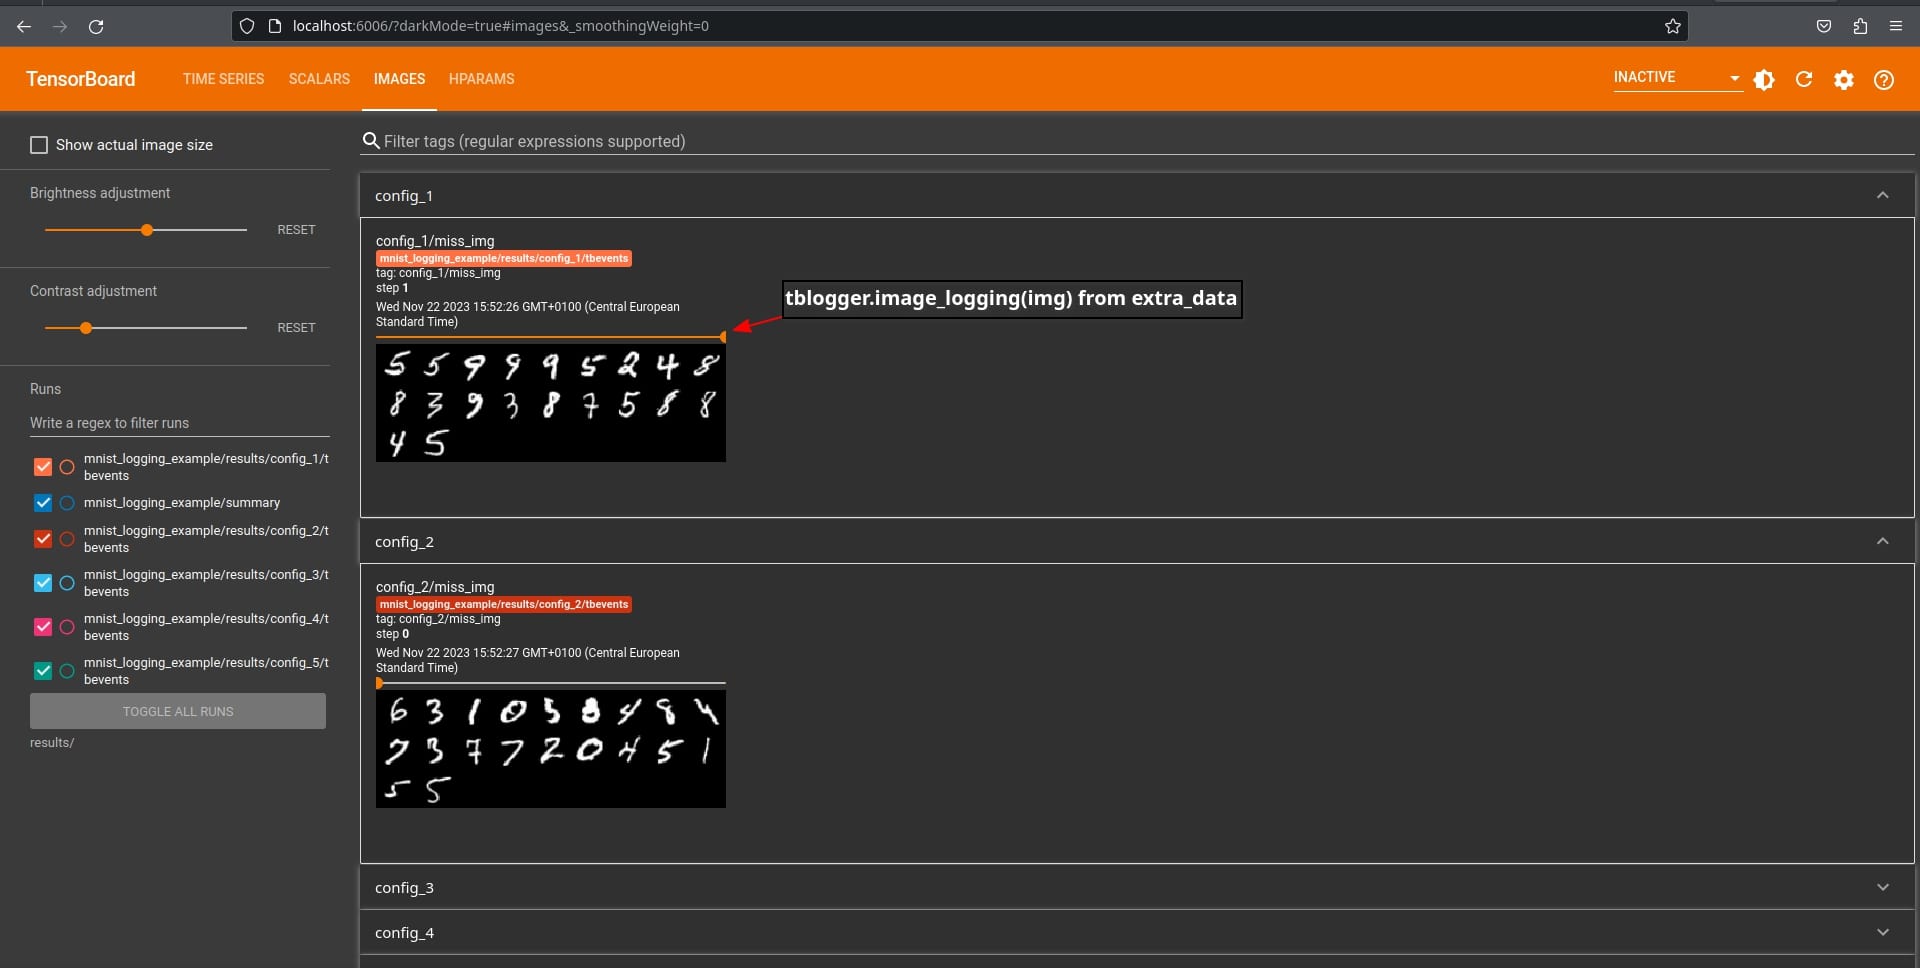 localhost:6006/?darkMode=true#images&_smoothingWeight=0
TensorBoard
TIME SERIES
SCALARS
IMAGES
HPARAMS
INACTIVE
Show actual image size
Brightness adjustment
RESET
Contrast adjustment
RESET
Runs
Write a regex to filter runs
mnist_logging_example/results/config_1/t
bevents
mnist_logging_example/summary
mnist_logging_example/results/config_2/t
bevents
mnist_logging_example/results/config_3/t
bevents
mnist_logging_example/results/config_4/t
bevents
mnist_logging_example/results/config_5/t
bevents
TOGGLE ALL RUNS
results/
Filter tags (regular expressions supported)
config_1
config_1/miss_img
mnist_logging_example/results/config_1/tbevents
tag: config_1/miss_img
step 1
Wed Nov 22 2023 15:52:26 GMT+0100 (Central European
Standard Time)
tblogger.image_logging(img) from extra_data
5 5 9 9 9 5 2 4 8
8 3 9 3 8 7 5 8 8
4 5
config_2
config_2/miss_img
mnist_logging_example/results/config_2/tbevents
tag: config_2/miss_img
step 0
Wed Nov 22 2023 15:52:27 GMT+0100 (Central European
Standard Time)
6 3 1 0 5 8 4 9 4
7 3 7 7 2 0 4 5 1
5 5
config_3
config_4